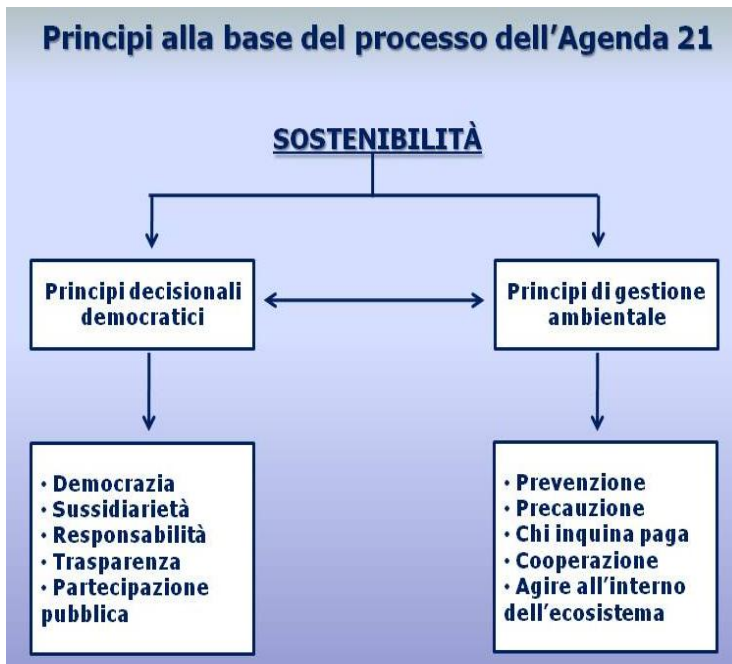 Principi alla base del processo dell'Agenda 21
SOSTENIBILITÀ
Principi decisionali
democratici
Principi di gestione
ambientale
• Democrazia
• Sussidiarietà
• Responsabilità
• Trasparenza
• Partecipazione
pubblica
• Prevenzione
• Precauzione
• Chi inquina paga
• Cooperazione
• Agire all'interno
dell'ecosistema